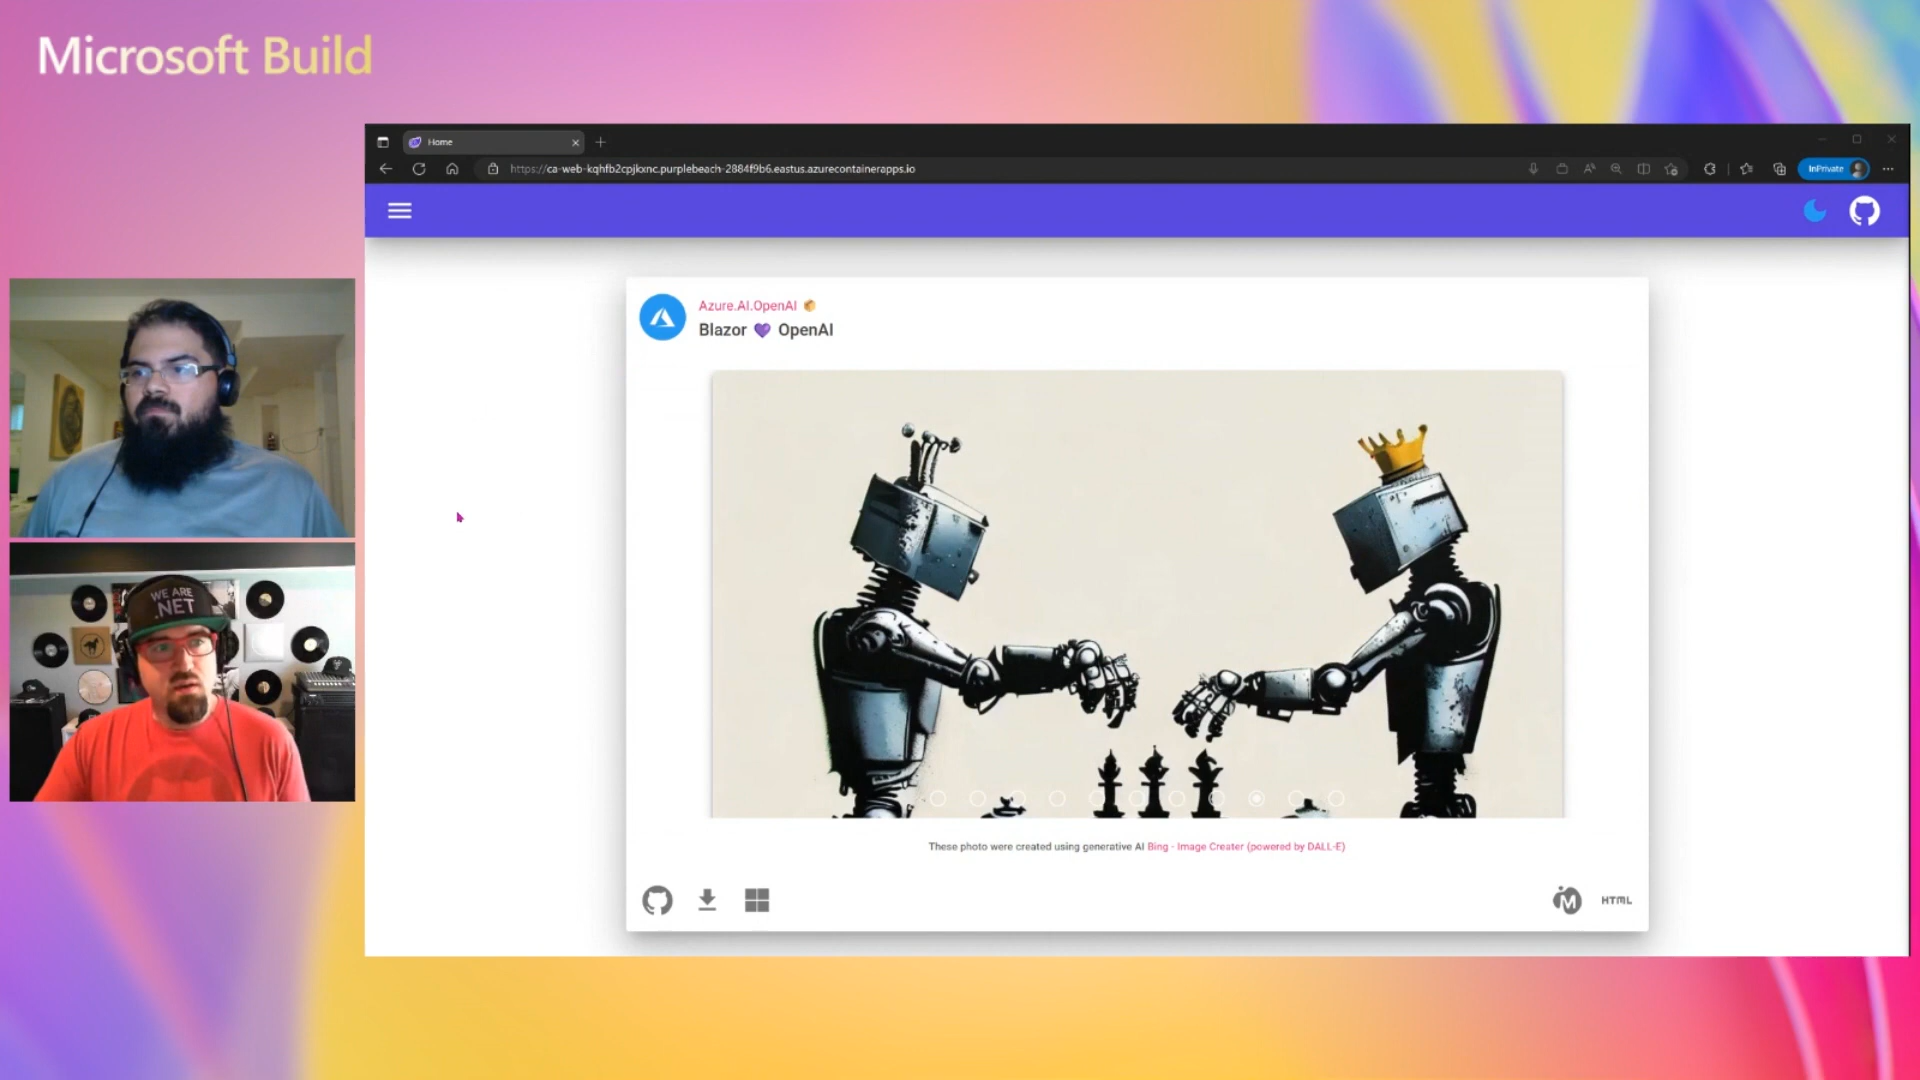 Microsoft Build
Home
https://ca-web-kqhfb2cpjkxnc.purplebeach-2884f9b6.eastus.azurecontainerapps.io
InPrivate
Azure.AI.OpenAI
Blazor 💜 OpenAI
WE ARE
.NET
These photo were created using generative AI Bing - Image Creater (powered by DALL-E)
M
HTML